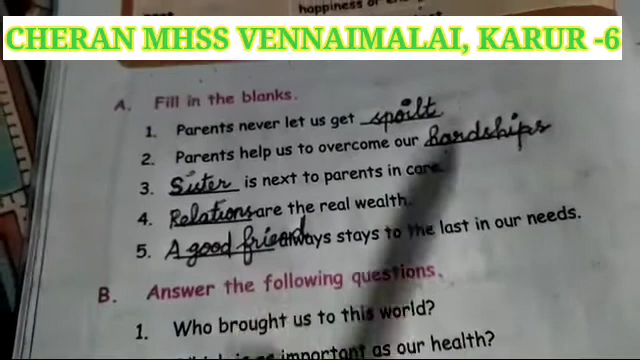 happiness or
CHERAN MHSS VENNAIMALAI, KARUR -6
A. Fill in the blanks.
1. Parents never let us get spoilt
2. Parents help us to overcome our hardships
3. Sister is next to parents in care.
4. Relations are the real wealth.
5. A good friend always stays to the last in our needs.
B. Answer the following questions.
1. Who brought us to this world?
important as our health?